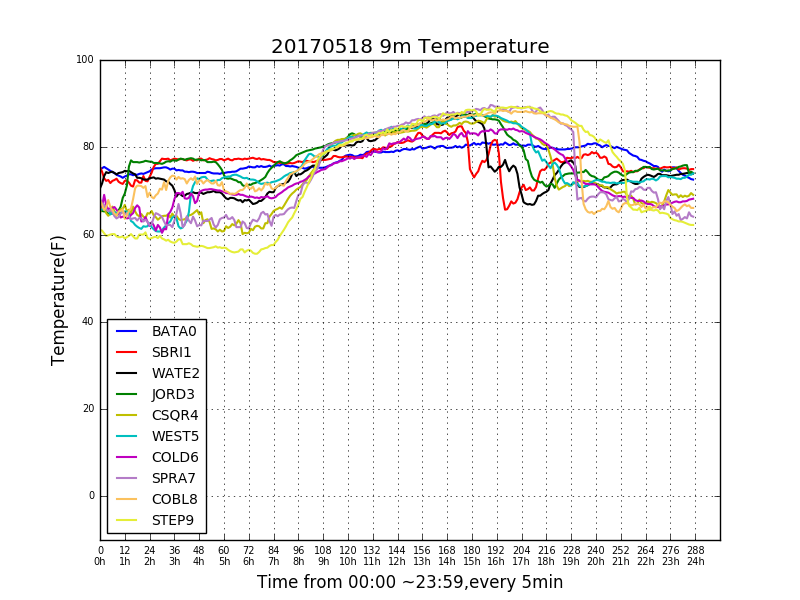 20170518 9m Temperature
100
80
60
40
20
0
Temperature(F)
BATA0
SBRI1
WATE2
JORD3
CSQR4
WEST5
COLD6
SPRA7
COBL8
STEP9
0 12 24 36 48 60 72 84 96 108 120 132 144 156 168 180 192 204 216 228 240 252 264 276 288
0h 1h 2h 3h 4h 5h 6h 7h 8h 9h 10h 11h 12h 13h 14h 15h 16h 17h 18h 19h 20h 21h 22h 23h 24h
Time from 00:00 ~23:59,every 5min